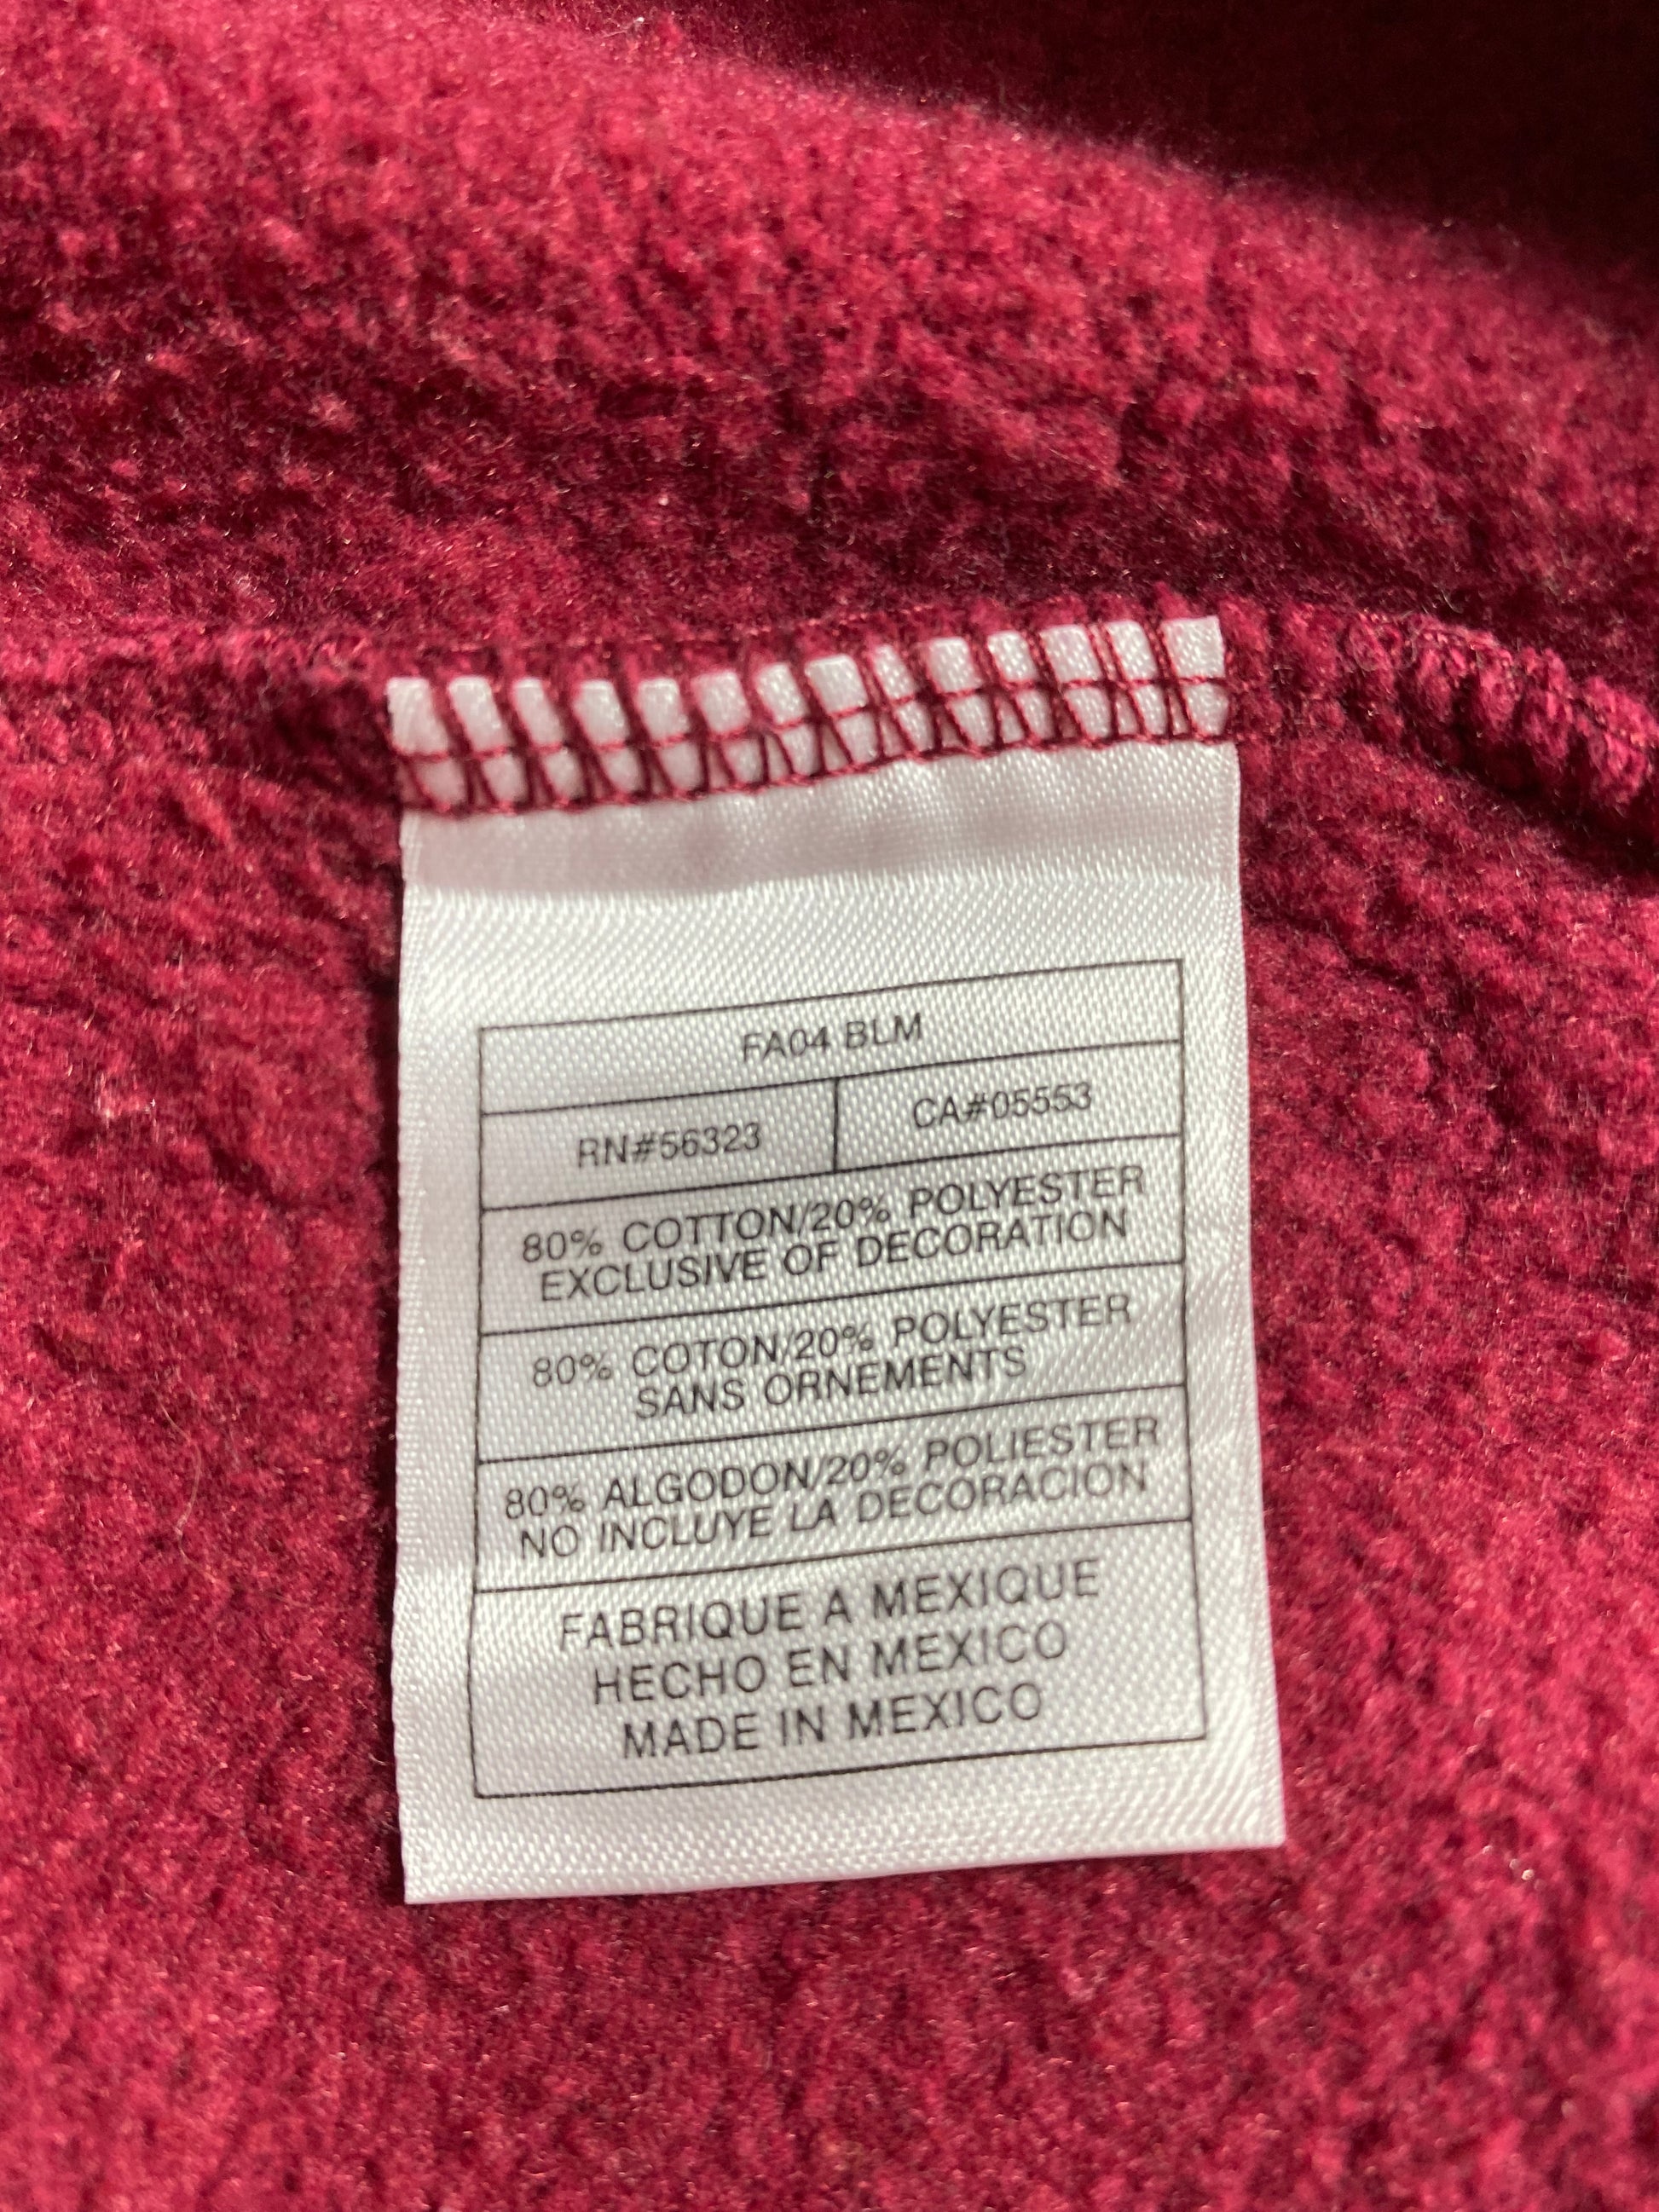 FA04 BLM
RN#56323 CA#05553
80% COTTON/20% POLYESTER
EXCLUSIVE OF DECORATION
80% COTON/20% POLYESTER
SANS ORNEMENTS
80% ALGODON/20% POLIESTER
NO INCLUYE LA DECORACION
FABRIQUE A MEXIQUE
HECHO EN MEXICO
MADE IN MEXICO